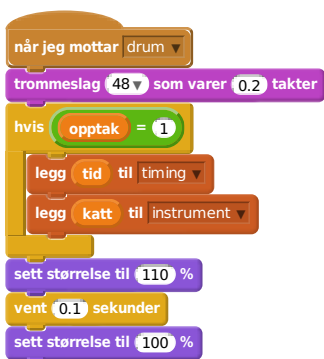 når jeg mottar drum
trommeslag 48 som varer 0.2 takter
hvis opptak = 1
legg tid til timing
legg katt til instrument
sett størrelse til 110 %
vent 0.1 sekunder
sett størrelse til 100 %